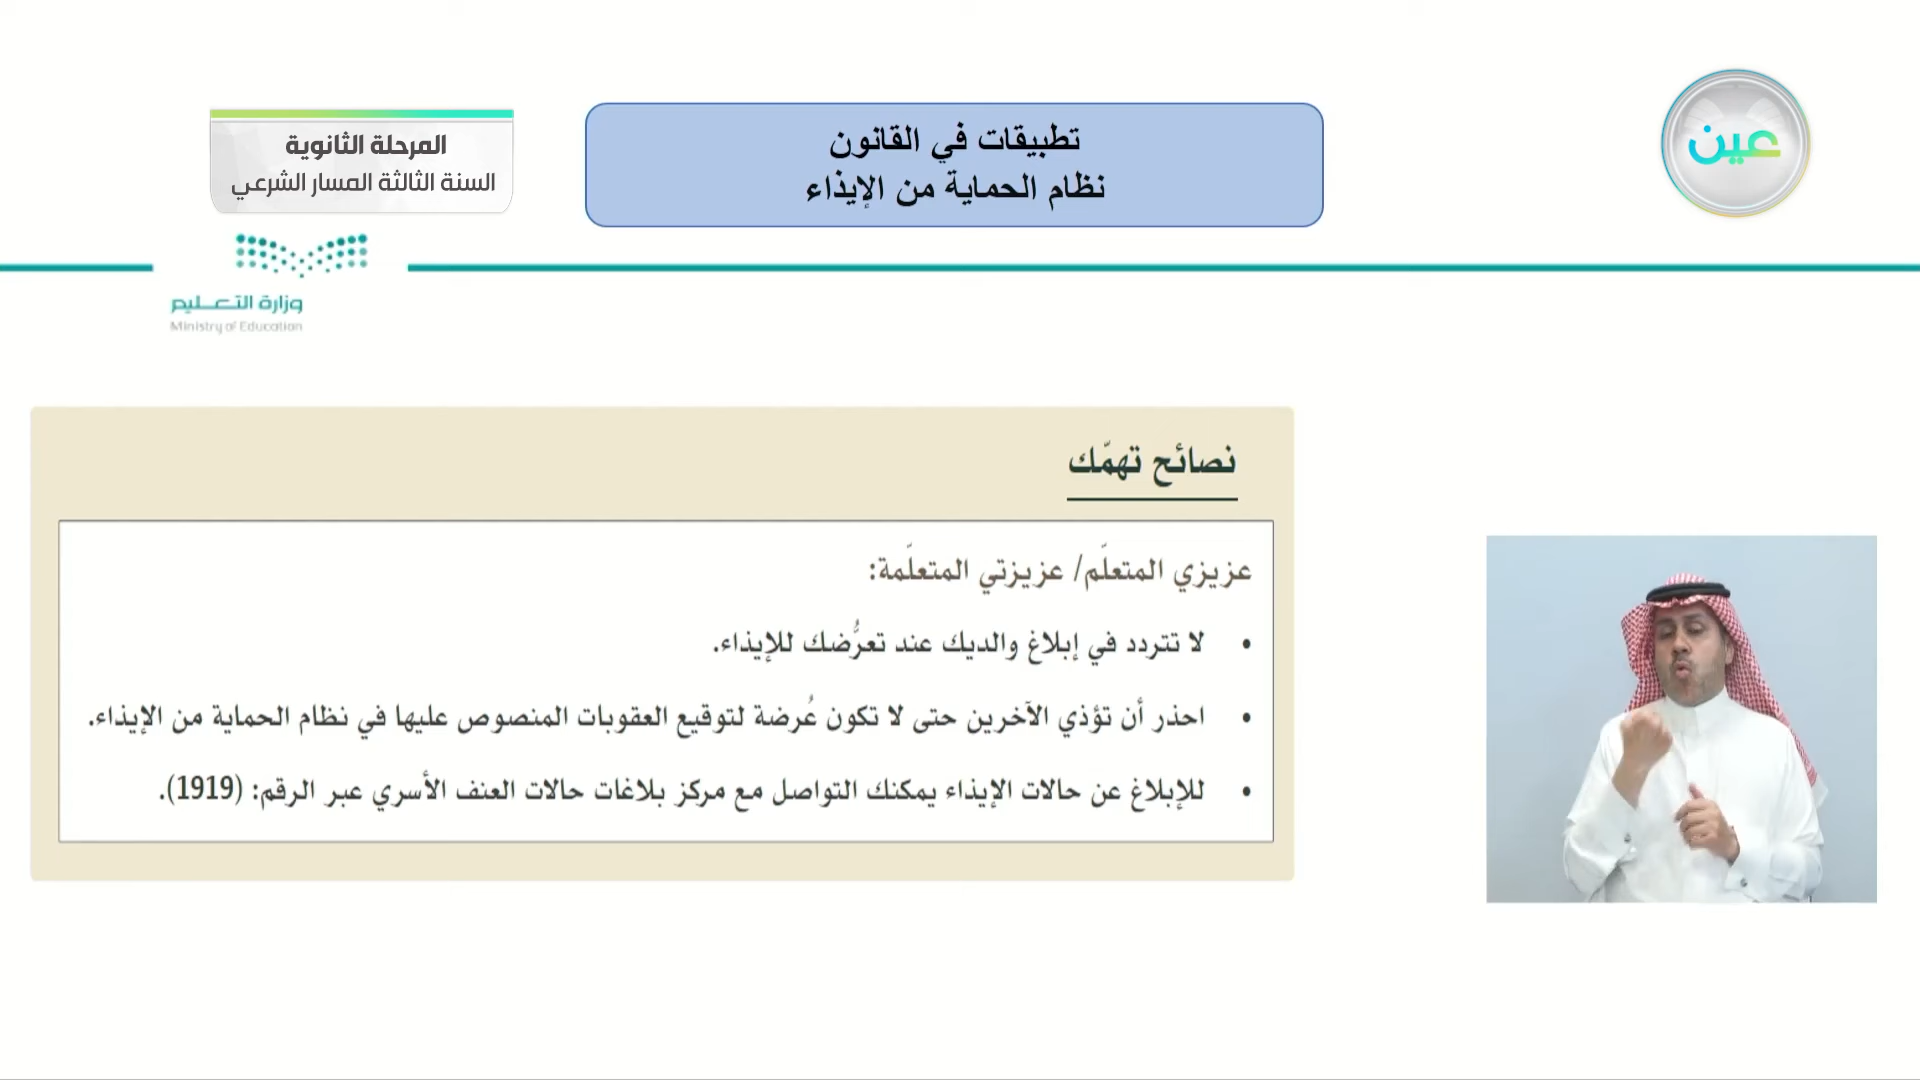 عين
تطبيقات في القانون
نظام الحماية من الإيذاء
المرحلة الثانوية
السنة الثالثة المسار الشرعي
وزارة التعليم
Ministry of Education
نصائح تهمّك
عزيزي المتعلّم/ عزيزتي المتعلّمة:
• لا تتردد في إبلاغ والديك عند تعرُّضك للإيذاء.
• احذر أن تؤذي الآخرين حتى لا تكون عُرضة لتوقيع العقوبات المنصوص عليها في نظام الحماية من الإيذاء.
• للإبلاغ عن حالات الإيذاء يمكنك التواصل مع مركز بلاغات حالات العنف الأسري عبر الرقم: (1919).